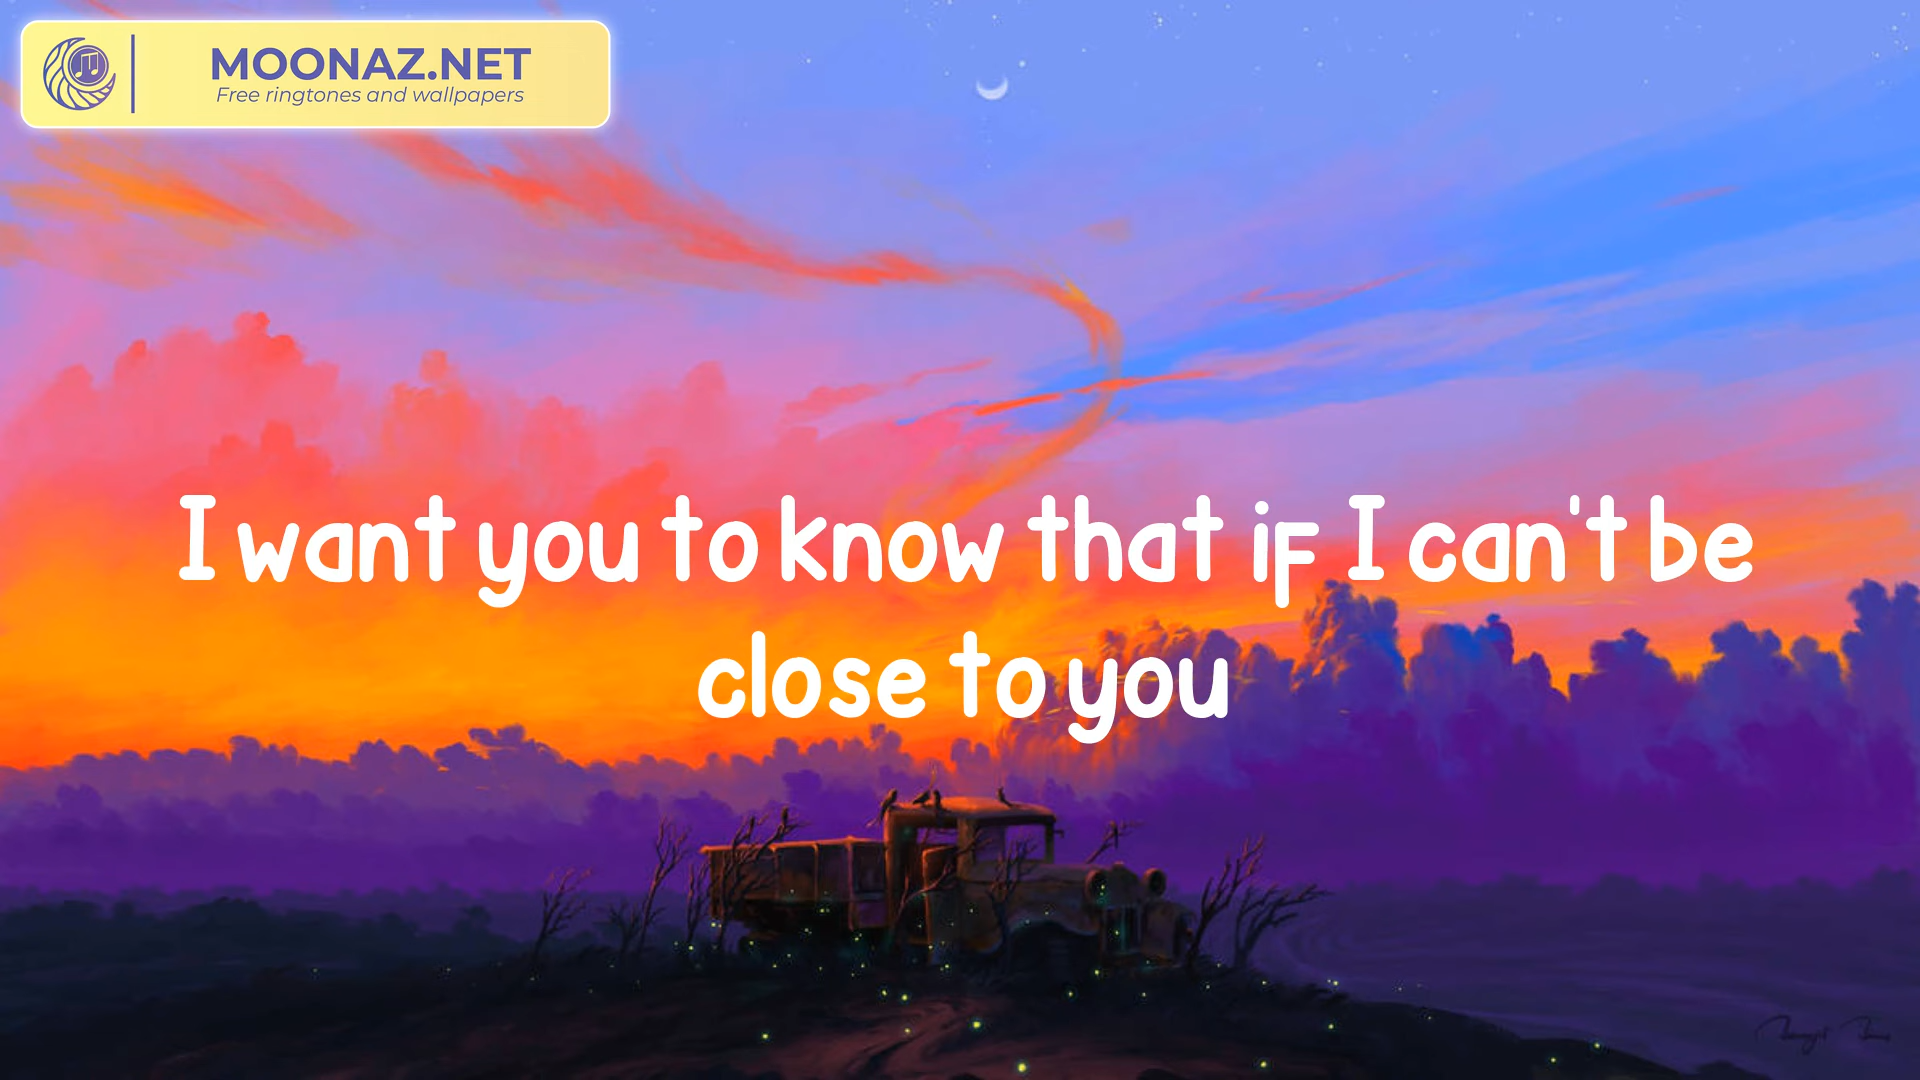 MOONAZ.NET
Free ringtones and wallpapers
I want you to know that if I can't be
close to you